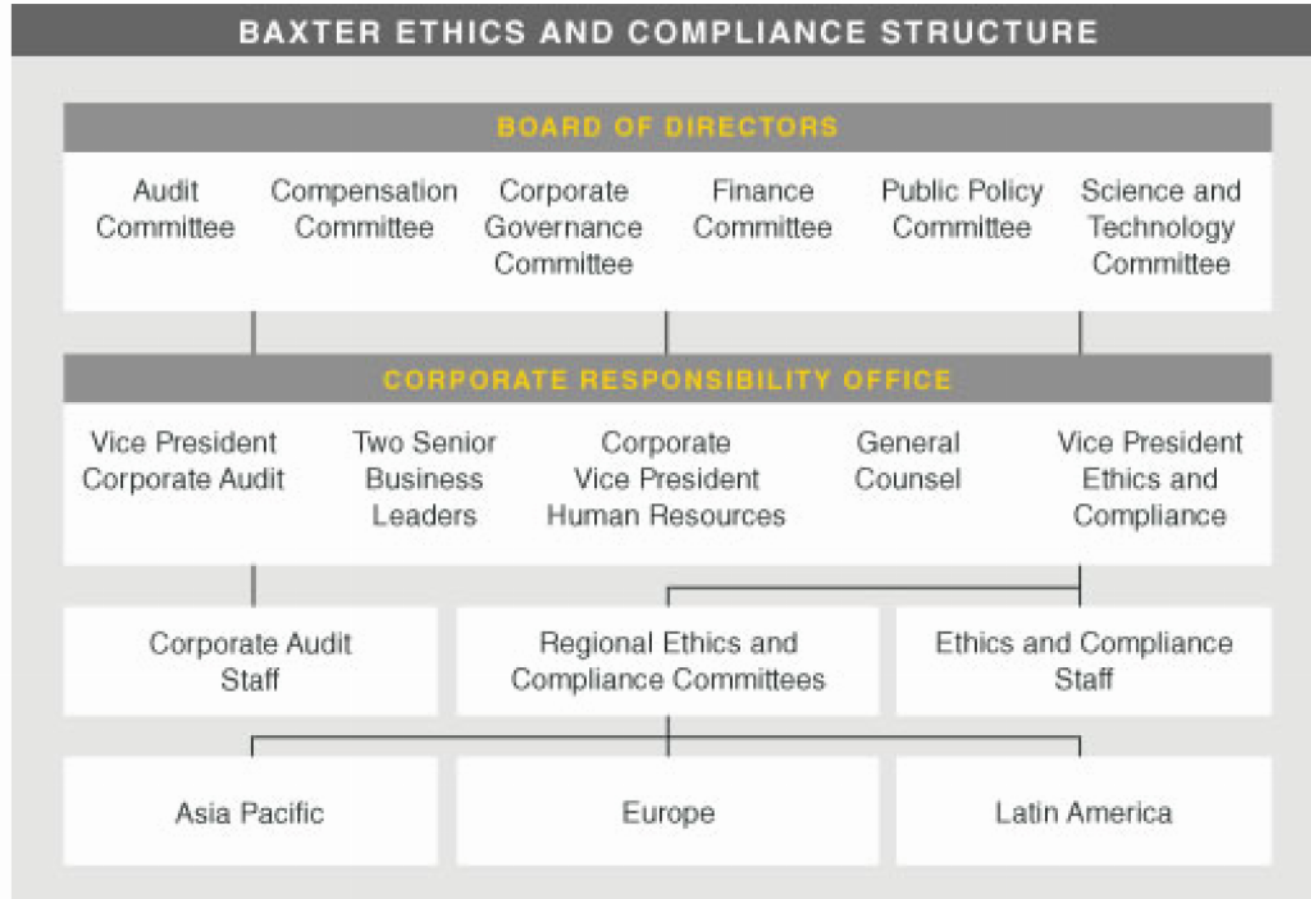 BAXTER ETHICS AND COMPLIANCE STRUCTURE
BOARD OF DIRECTORS
Audit
Committee
Compensation
Committee
Corporate
Governance
Committee
Finance
Committee
Public Policy
Committee
Science and
Technology
Committee
CORPORATE RESPONSIBILITY OFFICE
Vice President
Corporate Audit
Two Senior
Business
Leaders
Corporate
Vice President
Human Resources
General
Counsel
Vice President
Ethics and
Compliance
Corporate Audit
Staff
Regional Ethics and
Compliance Committees
Ethics and Compliance
Staff
Asia Pacific
Europe
Latin America